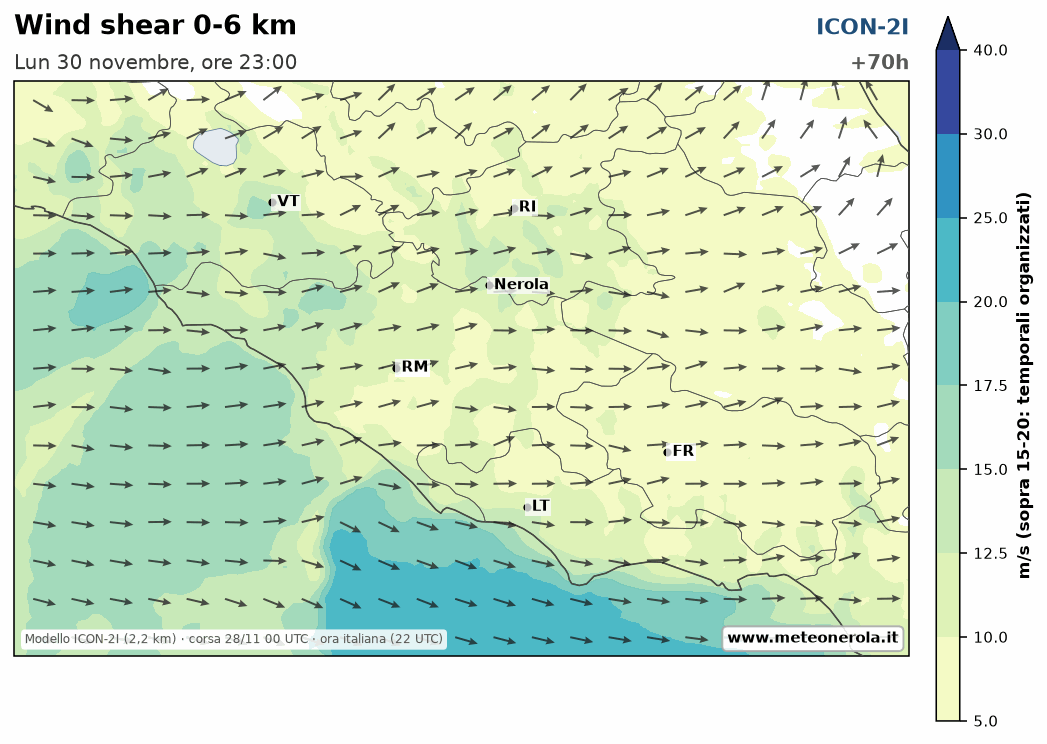 Wind shear 0-6 km
ICON-2I
Lun 30 novembre, ore 23:00
+70h
VT
RI
Nerola
RM
FR
LT
Modello ICON-2I (2,2 km) · corsa 28/11 00 UTC · ora italiana (22 UTC)
www.meteonerola.it
40.0
30.0
25.0
20.0
17.5
15.0
12.5
10.0
5.0
m/s (sopra 15-20: temporali organizzati)